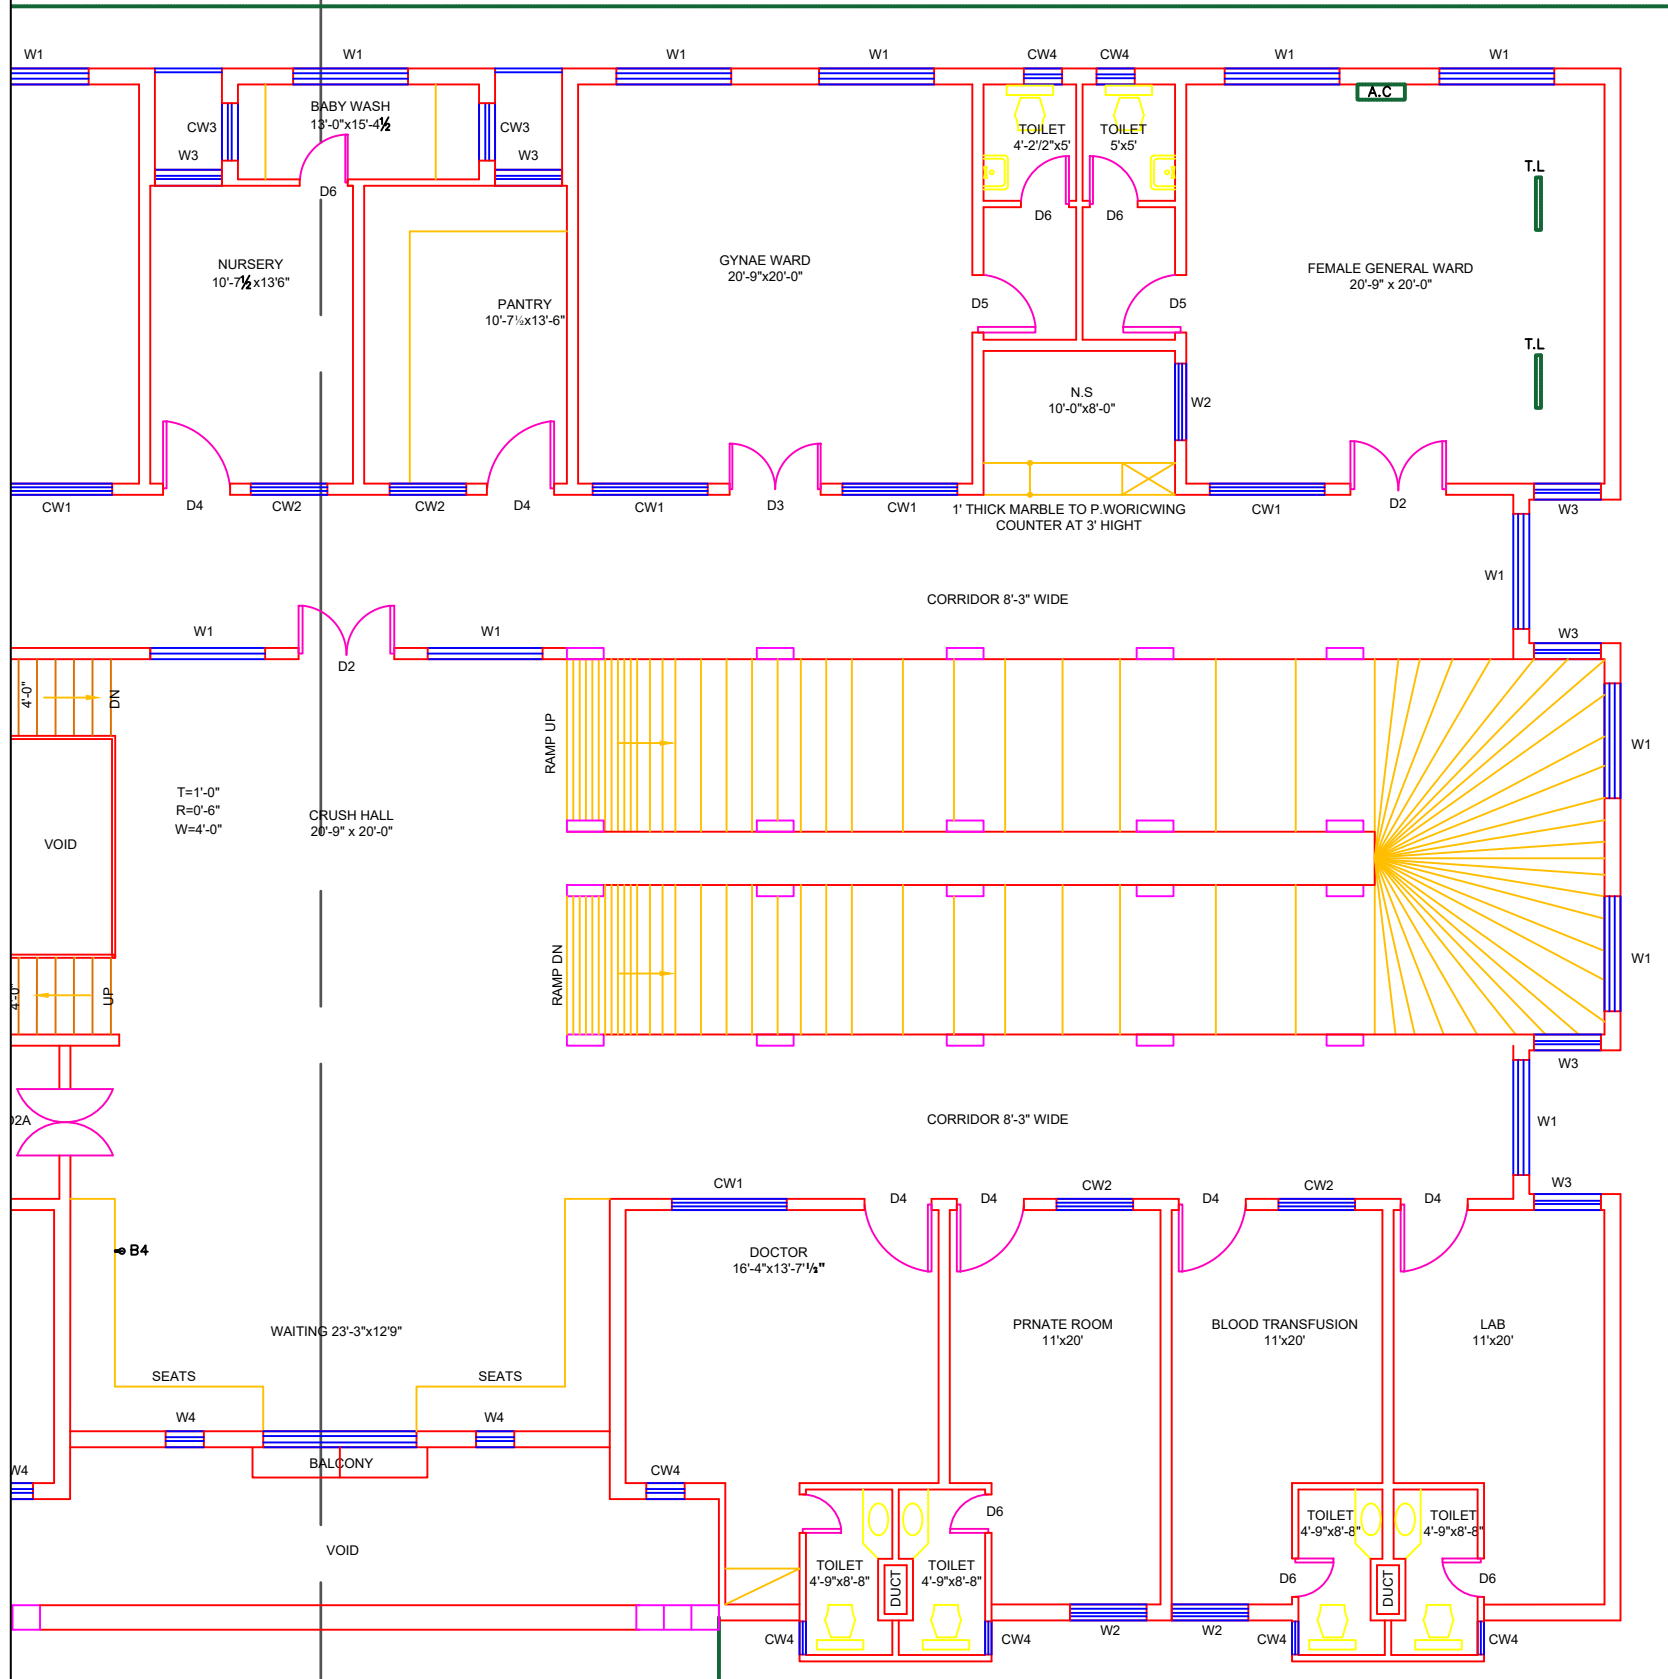 W1
W1
W1
W1
CW4
CW4
W1
W1
A.C
BABY WASH
13'-0"x15'-4½
CW3
CW3
W3
W3
TOILET
4'-2'/2"x5'
TOILET
5'x5'
T.L
D6
D6
D6
NURSERY
10'-7½x13'6"
PANTRY
10'-7½x13'-6"
GYNAE WARD
20'-9"x20'-0"
FEMALE GENERAL WARD
20'-9" x 20'-0"
D5
D5
T.L
N.S
10'-0"x8'-0"
W2
CW1
D4
CW2
CW2
D4
CW1
D3
CW1
1' THICK MARBLE TO P.WORICWING
COUNTER AT 3' HIGHT
CW1
D2
W3
W1
CORRIDOR 8'-3" WIDE
W1
D2
W1
W3
4'-0"
DN
RAMP UP
W1
T=1'-0"
R=0'-6"
W=4'-0"
CRUSH HALL
20'-9" x 20'-0"
VOID
RAMP DN
W1
4'-0"
UP
W3
D2A
CORRIDOR 8'-3" WIDE
W1
CW1
D4
D4
CW2
D4
CW2
D4
W3
B4
DOCTOR
16'-4"x13'-7'½"
WAITING 23'-3"x12'9"
PRNATE ROOM
11'x20'
BLOOD TRANSFUSION
11'x20'
LAB
11'x20'
SEATS
SEATS
W4
W4
W4
BALCONY
CW4
D6
TOILET
4'-9"x8'-8"
TOILET
4'-9"x8'-8"
VOID
TOILET
4'-9"x8'-8"
DUCT
TOILET
4'-9"x8'-8"
D6
DUCT
D6
CW4
CW4
W2
W2
CW4
CW4